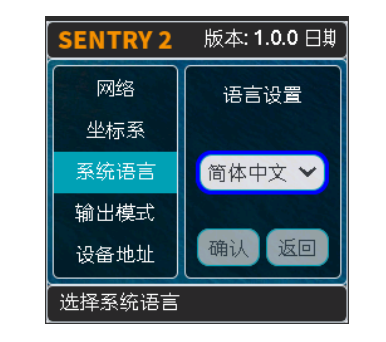 SENTRY 2 版本: 1.0.0 日期
网络
坐标系
系统语言
输出模式
设备地址
语言设置
简体中文
确认 返回
选择系统语言